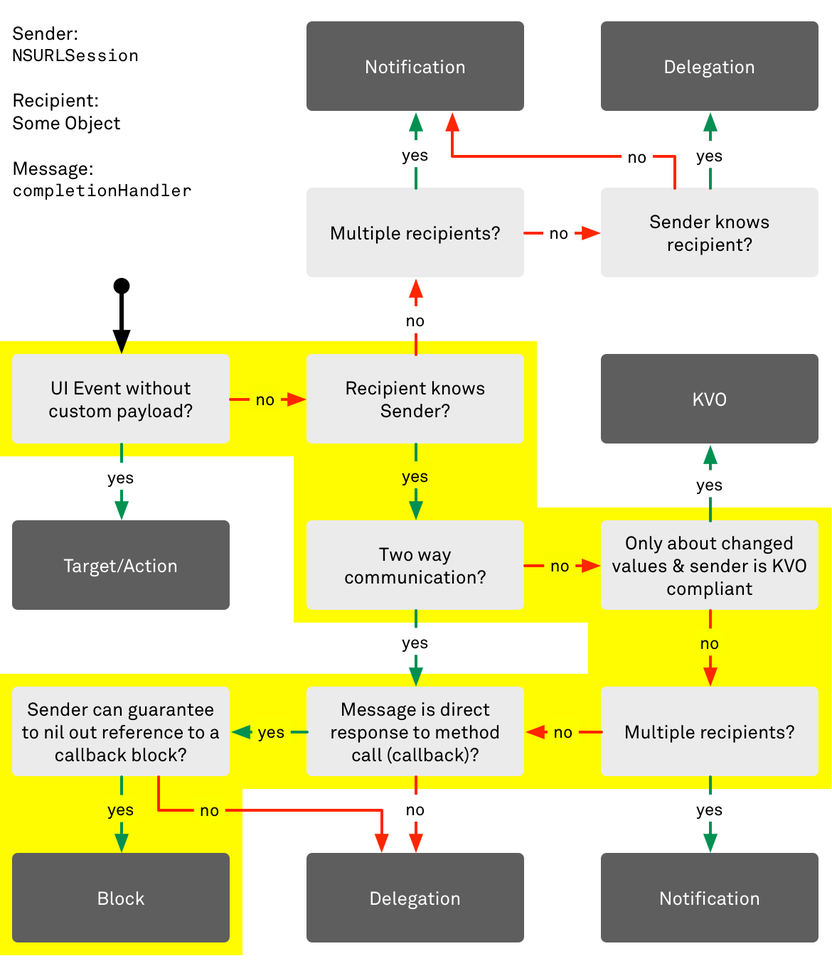 Sender:
NSURLSession
Recipient:
Some Object
Message:
completionHandler
Notification
Delegation
yes
no
yes
Multiple recipients?
no
Sender knows
recipient?
no
UI Event without
custom payload?
no
Recipient knows
Sender?
KVO
yes
yes
yes
Target/Action
Two way
communication?
no
Only about changed
values & sender is KVO
compliant
yes
no
Sender can guarantee
to nil out reference to a
callback block?
yes
Message is direct
response to method
call (callback)?
no
Multiple recipients?
yes
no
no
yes
Block
Delegation
Notification